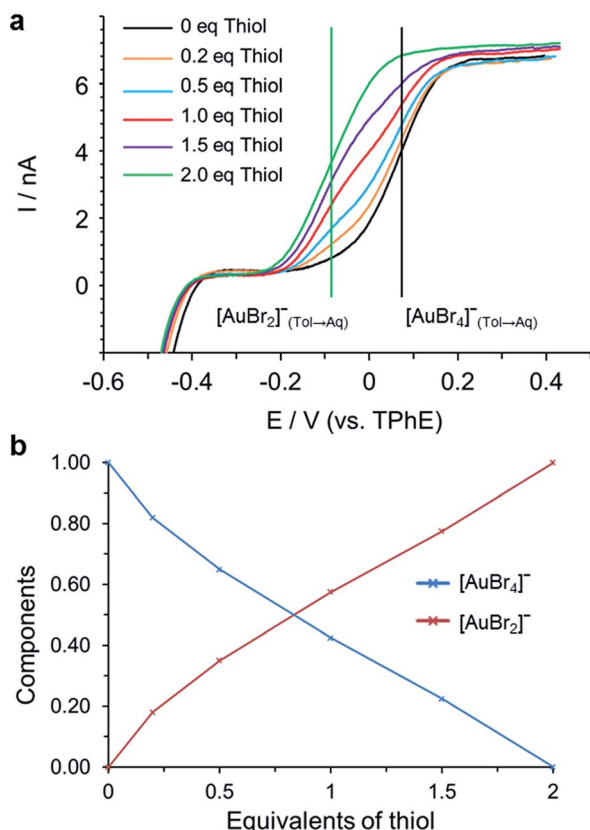 a
6
4
2
0
I / nA
0 eq Thiol
0.2 eq Thiol
0.5 eq Thiol
1.0 eq Thiol
1.5 eq Thiol
2.0 eq Thiol
[AuBr₂]⁻(Tol→Aq)
[AuBr₄]⁻(Tol→Aq)
-0.6 -0.4 -0.2 0 0.2 0.4
E / V (vs. TPhE)
b
1.00
0.80
0.60
0.40
0.20
0.00
Components
[AuBr₄]⁻
[AuBr₂]⁻
0 0.5 1 1.5 2
Equivalents of thiol